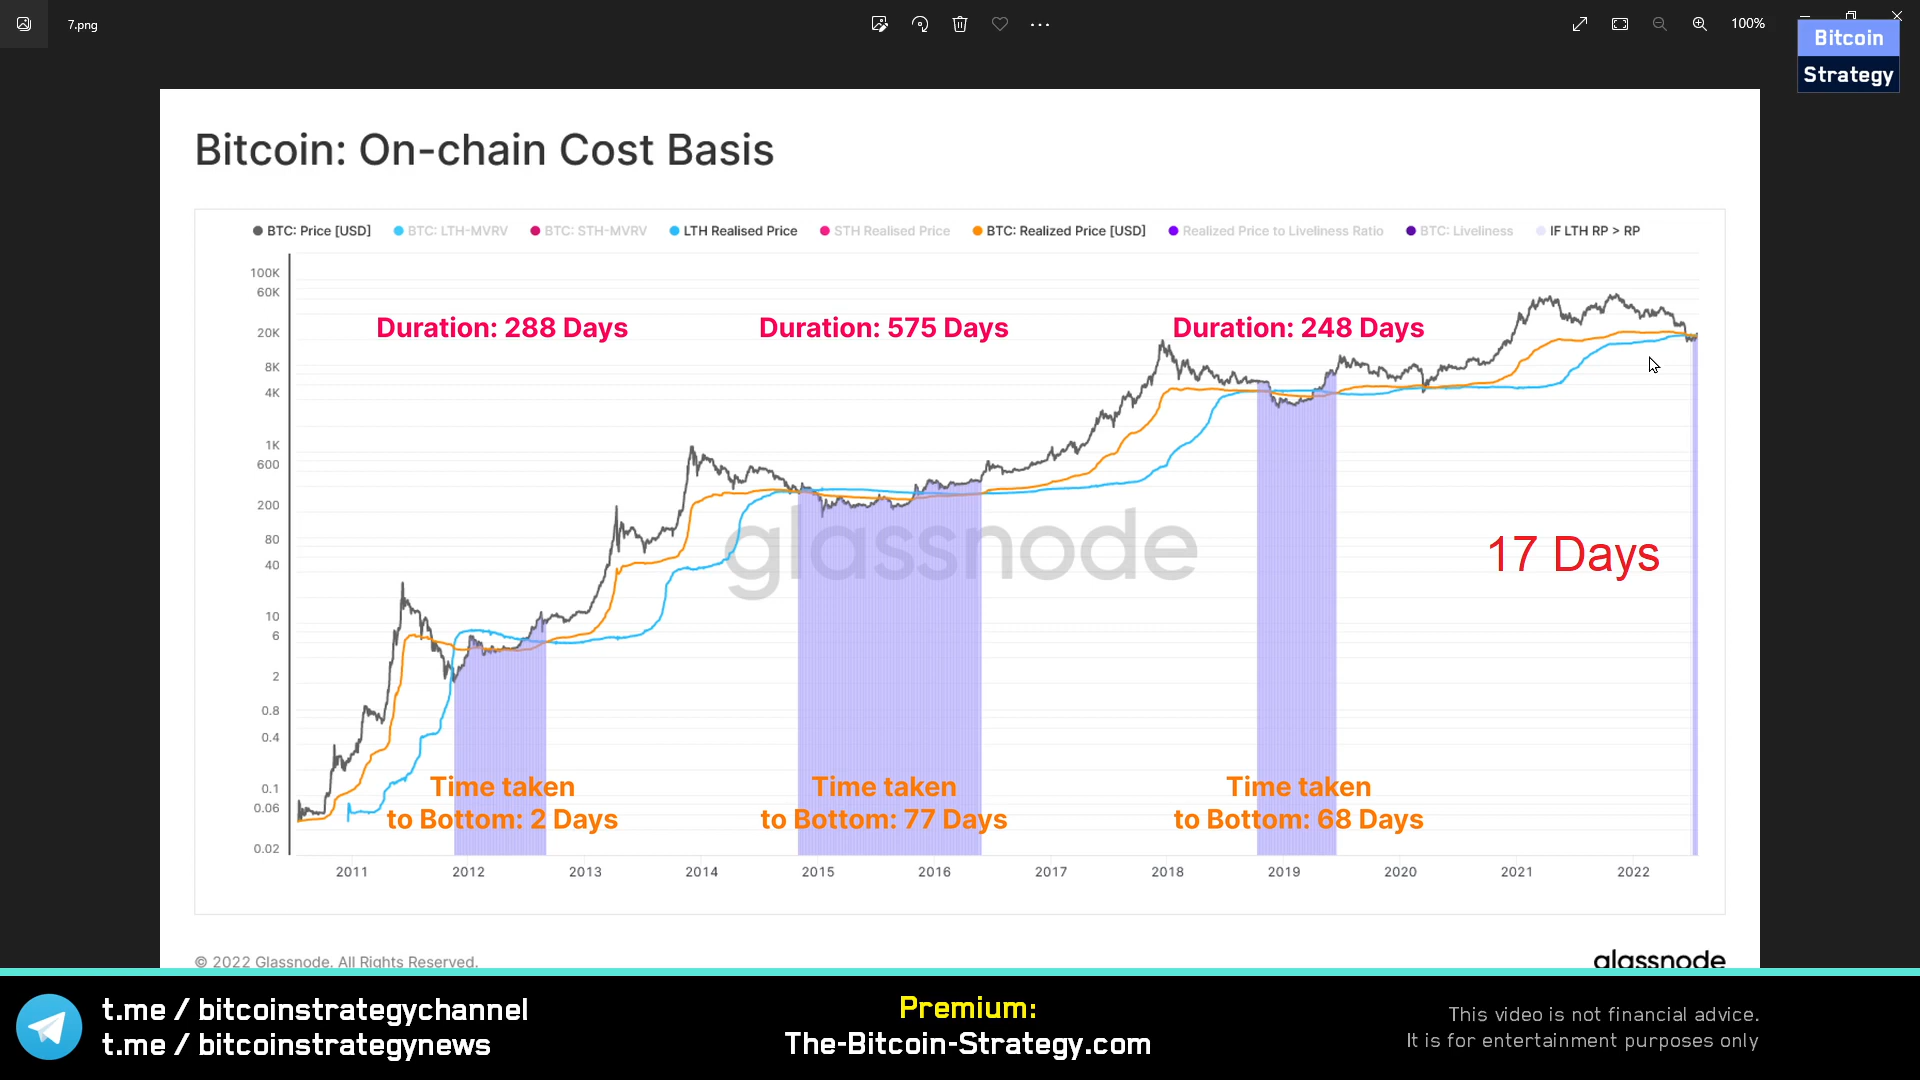 7.png
100%
Bitcoin
Strategy
Bitcoin: On-chain Cost Basis
BTC: Price [USD] BTC: LTH-MVRV BTC: STH-MVRV LTH Realised Price STH Realised Price BTC: Realized Price [USD] Realized Price to Liveliness Ratio BTC: Liveliness IF LTH RP > RP
100K
60K
20K
8K
4K
1K
600
200
80
40
10
6
2
0.8
0.4
0.1
0.06
0.02
Duration: 288 Days
Duration: 575 Days
Duration: 248 Days
glassnode
17 Days
Time taken
to Bottom: 2 Days
Time taken
to Bottom: 77 Days
Time taken
to Bottom: 68 Days
2011 2012 2013 2014 2015 2016 2017 2018 2019 2020 2021 2022
© 2022 Glassnode. All Rights Reserved.
glassnode
t.me / bitcoinstrategychannel
t.me / bitcoinstrategynews
Premium:
The-Bitcoin-Strategy.com
This video is not financial advice.
It is for entertainment purposes only